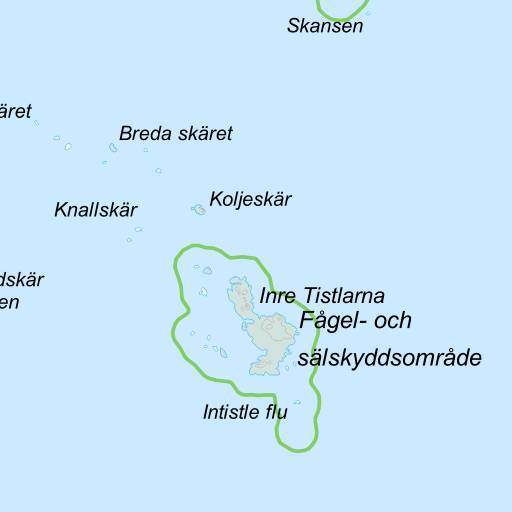 Skansen
äret
Breda skäret
Koljeskär
Knallskär
dskär
en
Inre Tistlarna
Fågel- och
sälskyddsområde
Intistle flu